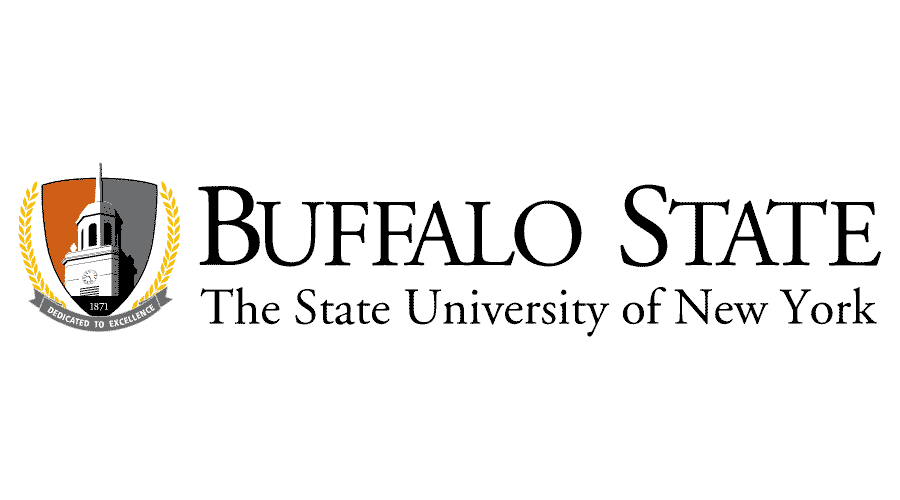 BUFFALO STATE
The State University of New York
1871
DEDICATED TO EXCELLENCE